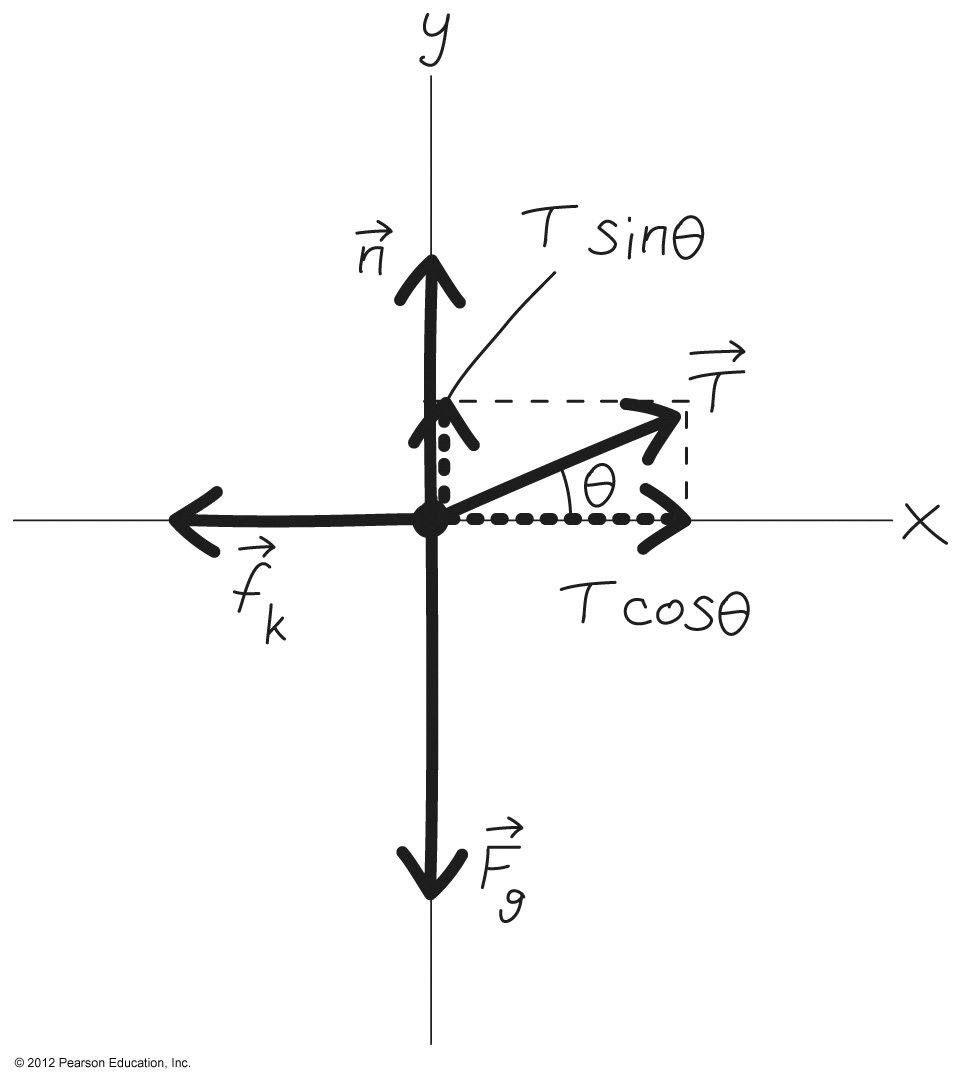 y
T sinθ
n⃗
T⃗
θ
x
f⃗k
T cosθ
F⃗g
© 2012 Pearson Education, Inc.